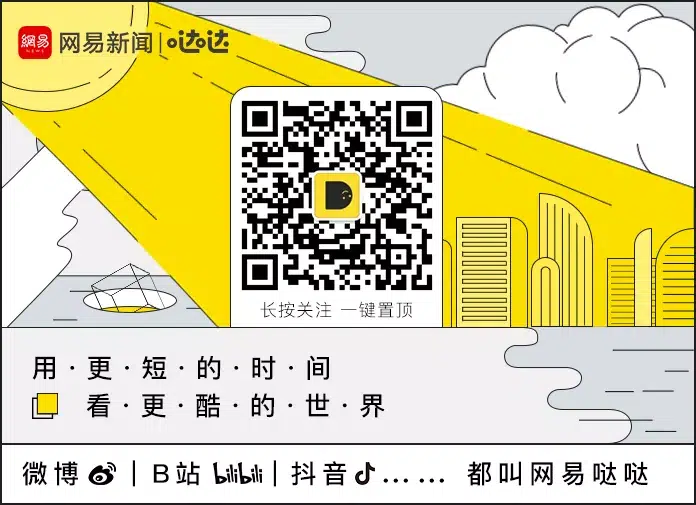 網易 NEWS 网易新闻 | 哒哒
长按关注 一键置顶
用·更·短·的·时·间
看·更·酷·的·世·界
微博 | B站 bilibili | 抖音 …… 都叫网易哒哒